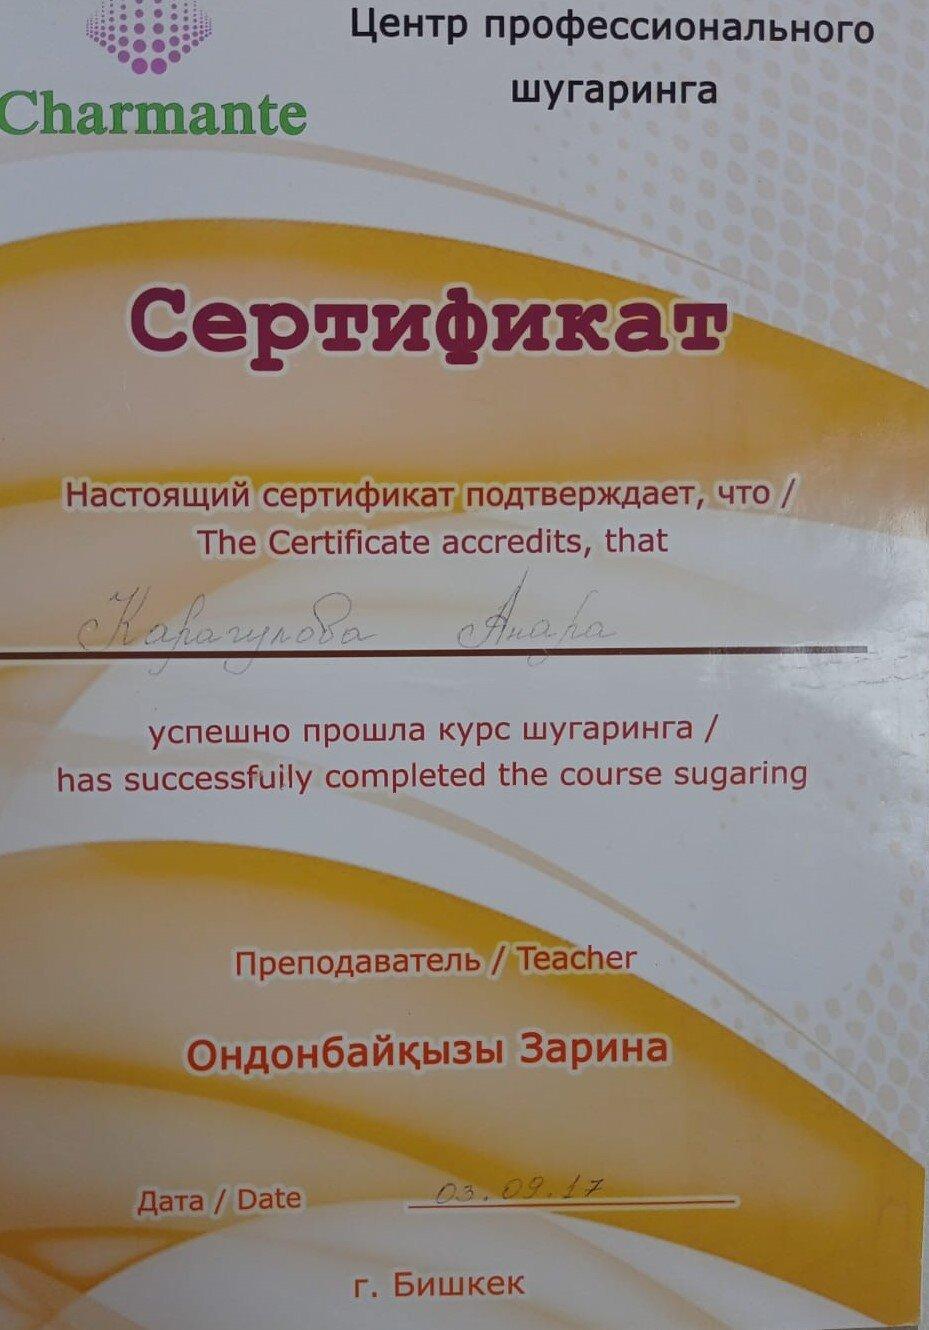 Charmante
Центр профессионального
шугаринга
Сертификат
Настоящий сертификат подтверждает, что /
The Certificate accredits, that
Карагулова Анара
успешно прошла курс шугаринга /
has successfuily completed the course sugaring
Преподаватель / Teacher
Ондонбайқызы Зарина
Дата / Date 03.09.17
г. Бишкек